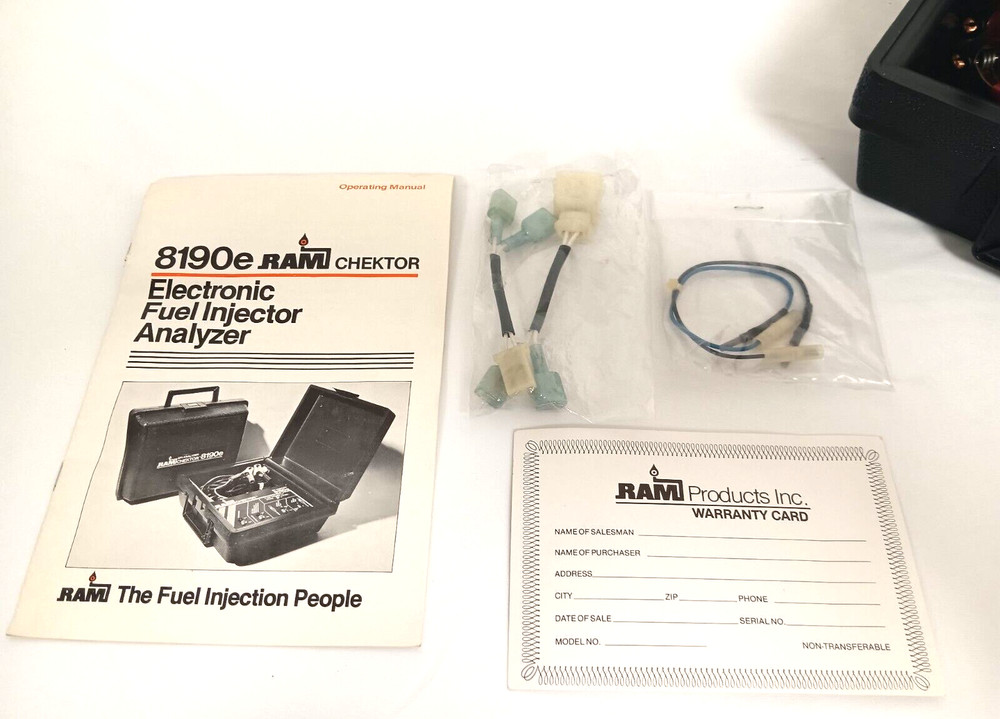 Operating Manual
8190e RAM CHEKTOR
Electronic
Fuel Injector
Analyzer
RAM CHEKTOR 8190e
RAM The Fuel Injection People
RAM Products Inc.
WARRANTY CARD
NAME OF SALESMAN
NAME OF PURCHASER
ADDRESS
CITY ZIP PHONE
DATE OF SALE SERIAL NO.
MODEL NO. NON-TRANSFERABLE